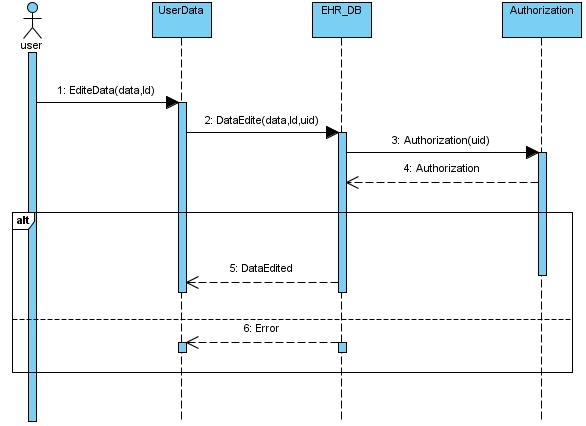 UserData
EHR_DB
Authorization
user
1: EditeData(data,Id)
2: DataEdite(data,Id,uid)
3: Authorization(uid)
4: Authorization
alt
5: DataEdited
6: Error